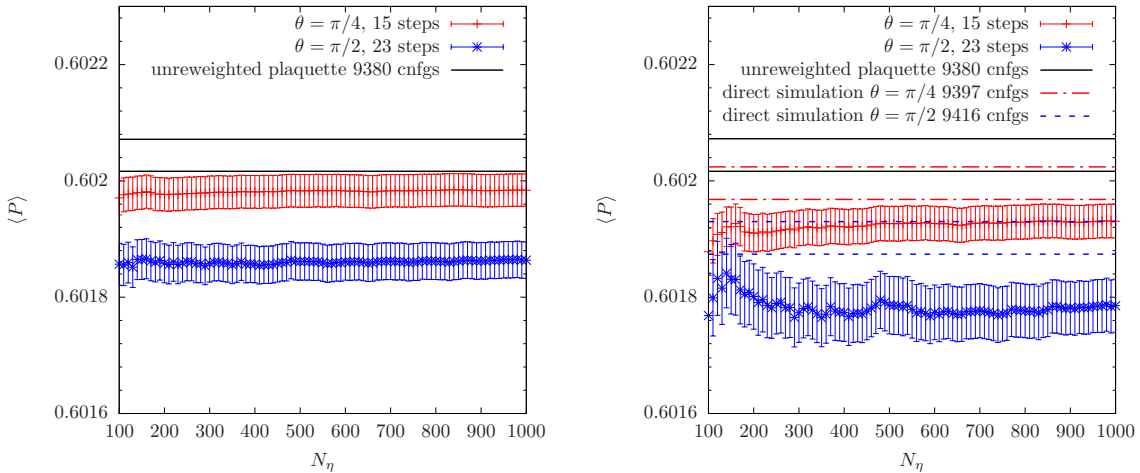 θ = π/4, 15 steps
θ = π/2, 23 steps
unreweighted plaquette 9380 cnfgs
0.6022
0.602
0.6018
0.6016
⟨P⟩
100 200 300 400 500 600 700 800 900 1000
N_η
θ = π/4, 15 steps
θ = π/2, 23 steps
unreweighted plaquette 9380 cnfgs
direct simulation θ = π/4 9397 cnfgs
direct simulation θ = π/2 9416 cnfgs
0.6022
0.602
0.6018
0.6016
⟨P⟩
100 200 300 400 500 600 700 800 900 1000
N_η